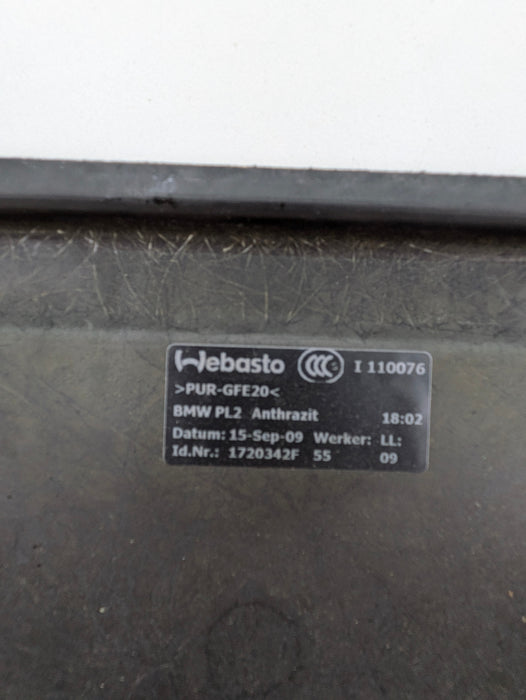 Webasto CCC I 110076
>PUR-GFE20<
BMW PL2 Anthrazit 18:02
Datum: 15-Sep-09 Werker: LL:
Id.Nr.: 1720342F 55 09